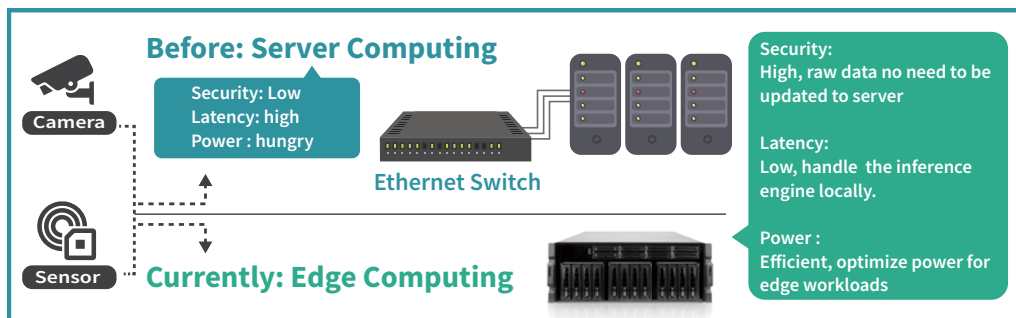 Before: Server Computing
Security: Low
Latency: high
Power : hungry
Camera
Ethernet Switch
Sensor
Currently: Edge Computing
Security:
High, raw data no need to be
updated to server
Latency:
Low, handle the inference
engine locally.
Power :
Efficient, optimize power for
edge workloads